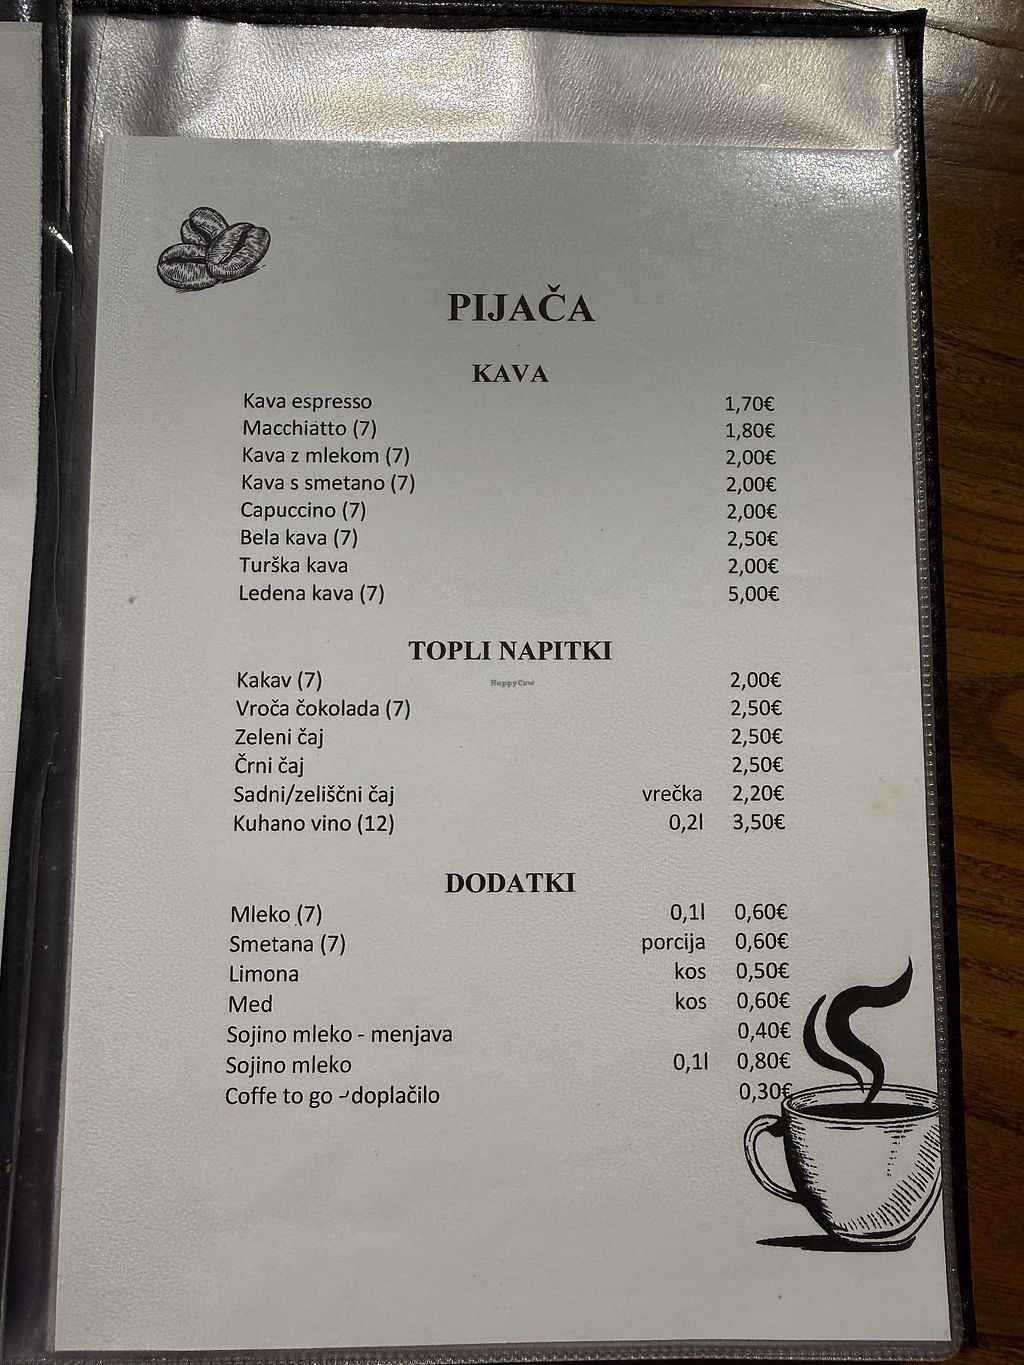 PIJAČA
KAVA
Kava espresso 1,70€
Macchiatto (7) 1,80€
Kava z mlekom (7) 2,00€
Kava s smetano (7) 2,00€
Capuccino (7) 2,00€
Bela kava (7) 2,50€
Turška kava 2,00€
Ledena kava (7) 5,00€
TOPLI NAPITKI
HappyCow
Kakav (7) 2,00€
Vroča čokolada (7) 2,50€
Zeleni čaj 2,50€
Črni čaj 2,50€
Sadni/zeliščni čaj vrečka 2,20€
Kuhano vino (12) 0,2l 3,50€
DODATKI
Mleko (7) 0,1l 0,60€
Smetana (7) porcija 0,60€
Limona kos 0,50€
Med kos 0,60€
Sojino mleko - menjava 0,40€
Sojino mleko 0,1l 0,80€
Coffe to go - doplačilo 0,30€